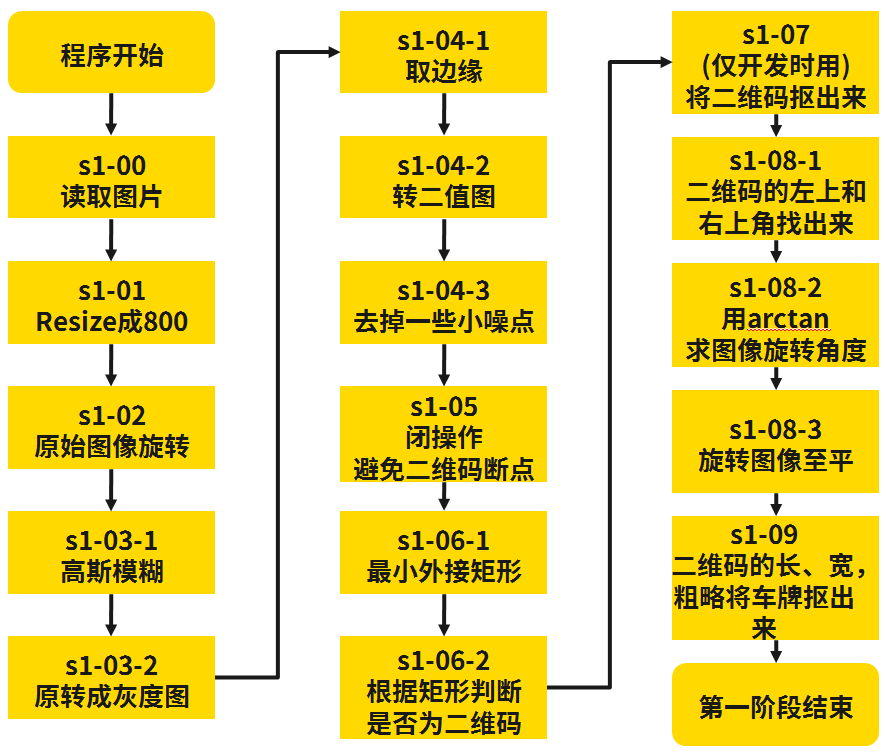 程序开始
s1-00
读取图片
s1-01
Resize成800
s1-02
原始图像旋转
s1-03-1
高斯模糊
s1-03-2
原转成灰度图
s1-04-1
取边缘
s1-04-2
转二值图
s1-04-3
去掉一些小噪点
s1-05
闭操作
避免二维码断点
s1-06-1
最小外接矩形
s1-06-2
根据矩形判断
是否为二维码
s1-07
(仅开发时用)
将二维码抠出来
s1-08-1
二维码的左上和
右上角找出来
s1-08-2
用arctan
求图像旋转角度
s1-08-3
旋转图像至平
s1-09
二维码的长、宽，
粗略将车牌抠出
来
第一阶段结束